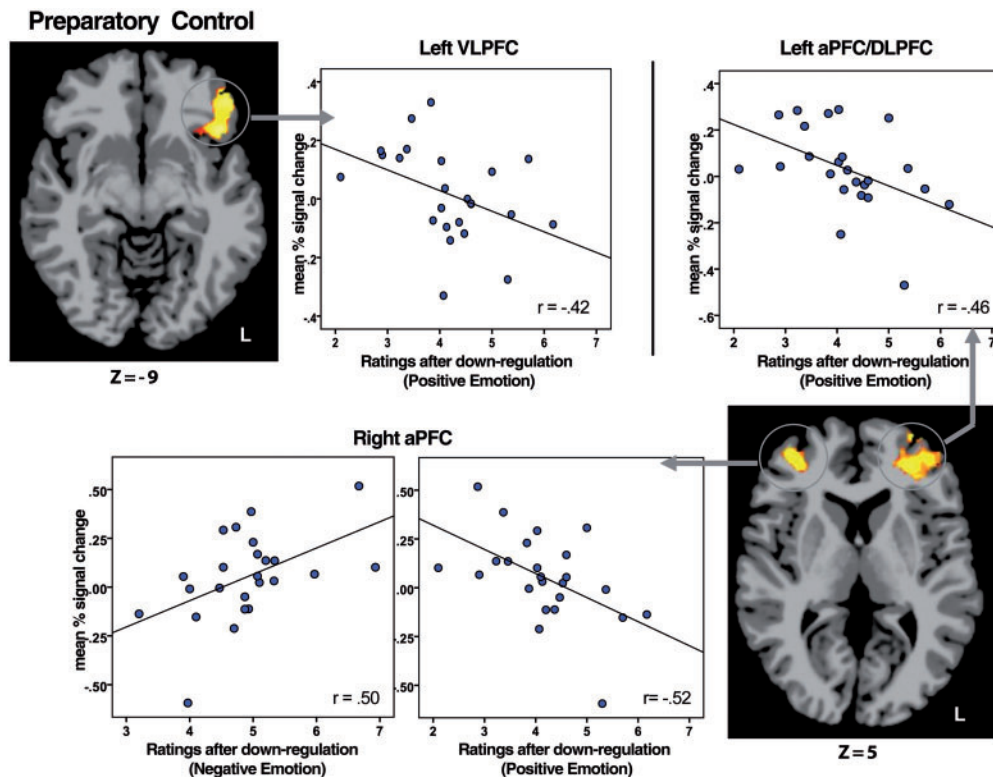 Preparatory Control
L
Z = -9
Left VLPFC
mean % signal change
.4
.2
.0
-.2
-.4
r = -.42
2 3 4 5 6 7
Ratings after down-regulation
(Positive Emotion)
Left aPFC/DLPFC
mean % signal change
.4
.2
.0
-.2
-.4
-.6
r = -.46
2 3 4 5 6 7
Ratings after down-regulation
(Positive Emotion)
Right aPFC
mean % signal change
.50
.25
.00
-.25
-.50
r = .50
3 4 5 6 7
Ratings after down-regulation
(Negative Emotion)
.50
.25
.00
-.25
-.50
r= -.52
2 3 4 5 6 7
Ratings after down-regulation
(Positive Emotion)
L
Z = 5